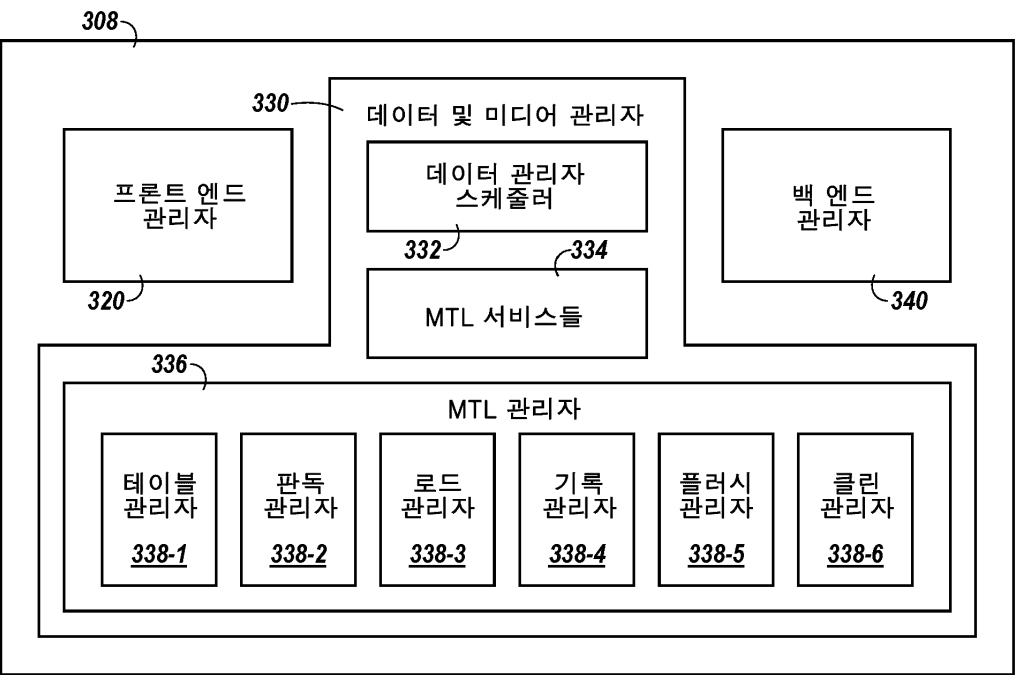 308
330
데이터 및 미디어 관리자
프론트 엔드
관리자
320
데이터 관리자
스케줄러
332
334
MTL 서비스들
백 엔드
관리자
340
336
MTL 관리자
테이블
관리자
338-1
판독
관리자
338-2
로드
관리자
338-3
기록
관리자
338-4
플러시
관리자
338-5
클린
관리자
338-6